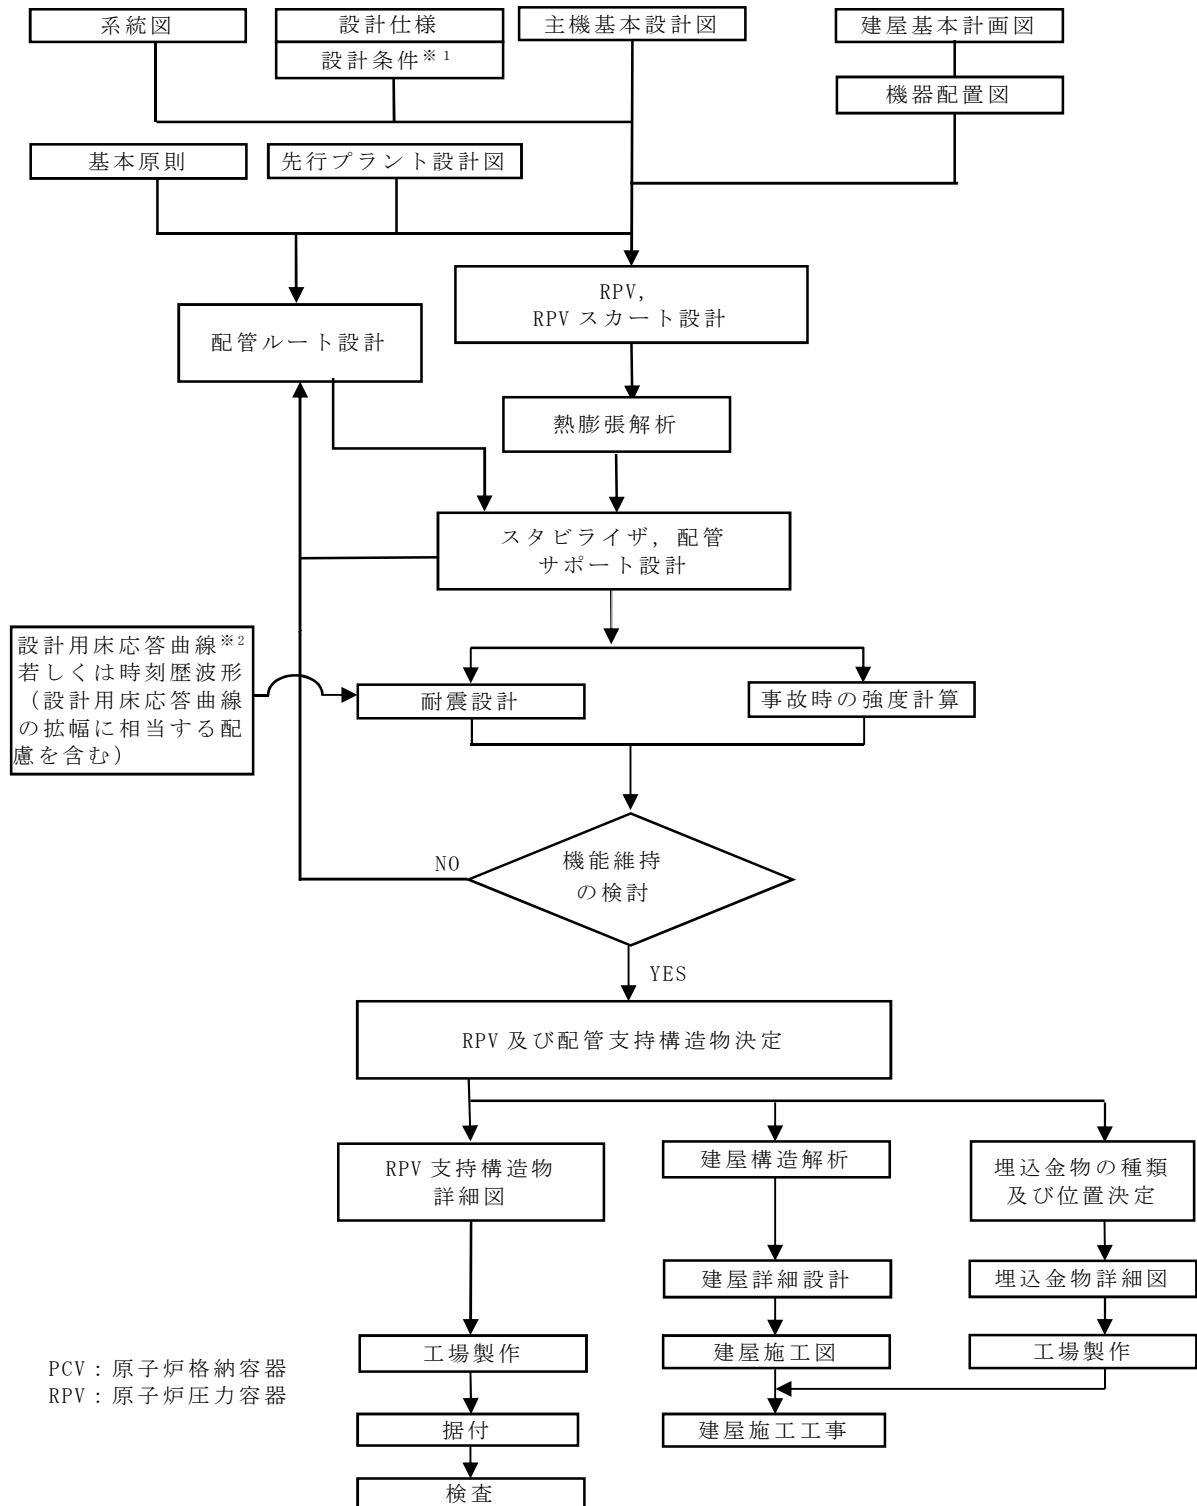 系統図
設計仕様
設計条件※1
主機基本設計図
建屋基本計画図
機器配置図
基本原則
先行プラント設計図
RPV,
RPVスカート設計
配管ルート設計
熱膨張解析
スタビライザ,配管
サポート設計
設計用床応答曲線※2
若しくは時刻歴波形
(設計用床応答曲線
の拡幅に相当する配
慮を含む)
耐震設計
事故時の強度計算
機能維持
の検討
NO
YES
RPV及び配管支持構造物決定
RPV支持構造物
詳細図
建屋構造解析
埋込金物の種類
及び位置決定
建屋詳細設計
埋込金物詳細図
工場製作
建屋施工図
工場製作
PCV:原子炉格納容器
RPV:原子炉圧力容器
据付
建屋施工工事
検査